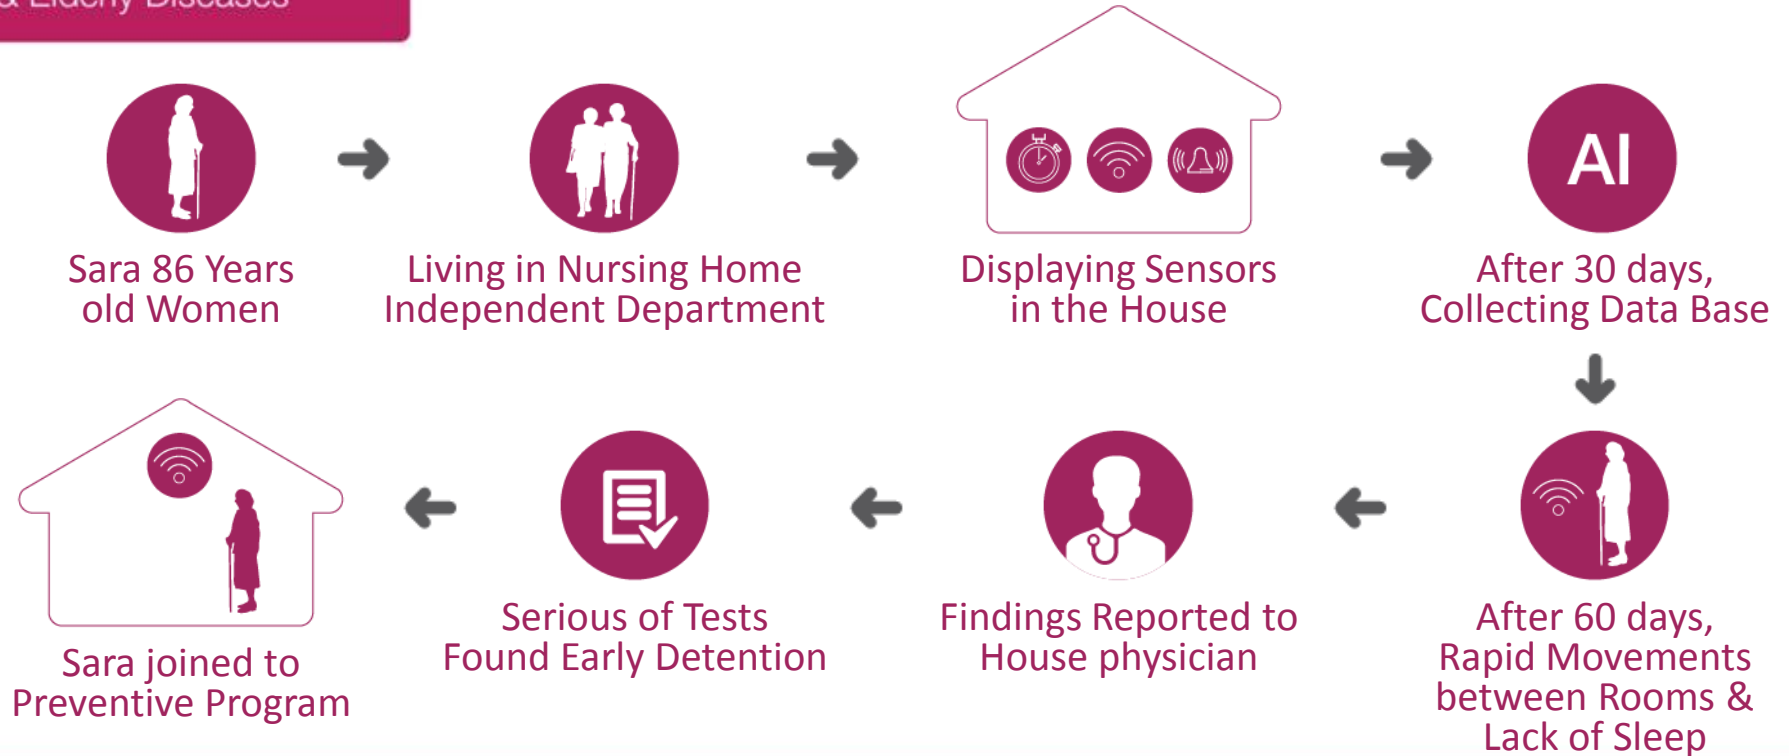 & Elderly Diseases
AI
Sara 86 Years
old Women
Living in Nursing Home
Independent Department
Displaying Sensors
in the House
After 30 days,
Collecting Data Base
After 60 days,
Rapid Movements
between Rooms &
Lack of Sleep
Findings Reported to
House physician
Serious of Tests
Found Early Detention
Sara joined to
Preventive Program